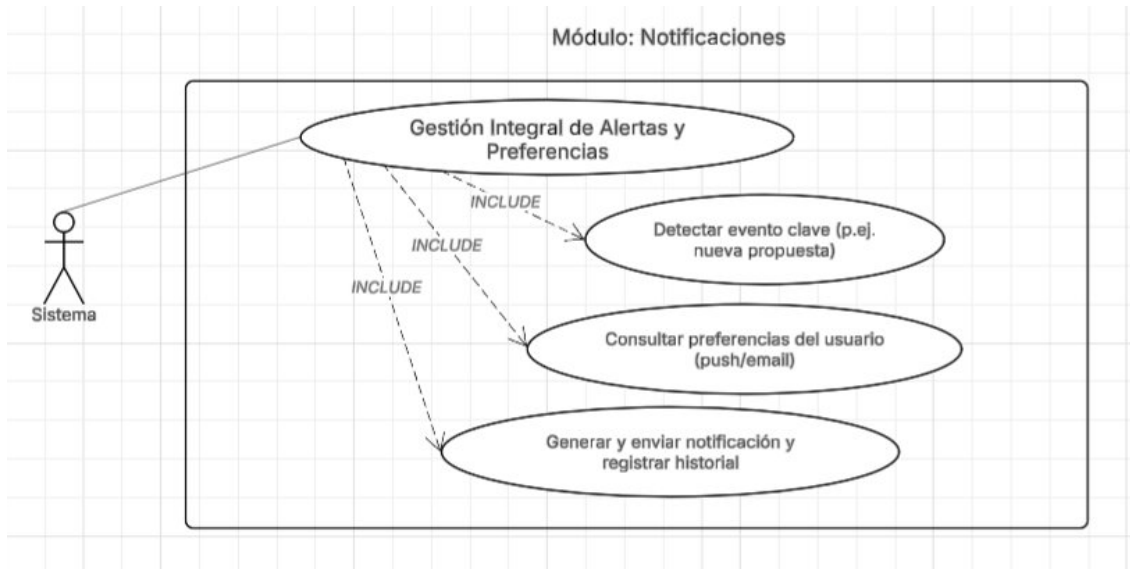 Módulo: Notificaciones
Gestión Integral de Alertas y
Preferencias
INCLUDE
Detectar evento clave (p.ej.
nueva propuesta)
INCLUDE
INCLUDE
Sistema
Consultar preferencias del usuario
(push/email)
Generar y enviar notificación y
registrar historial